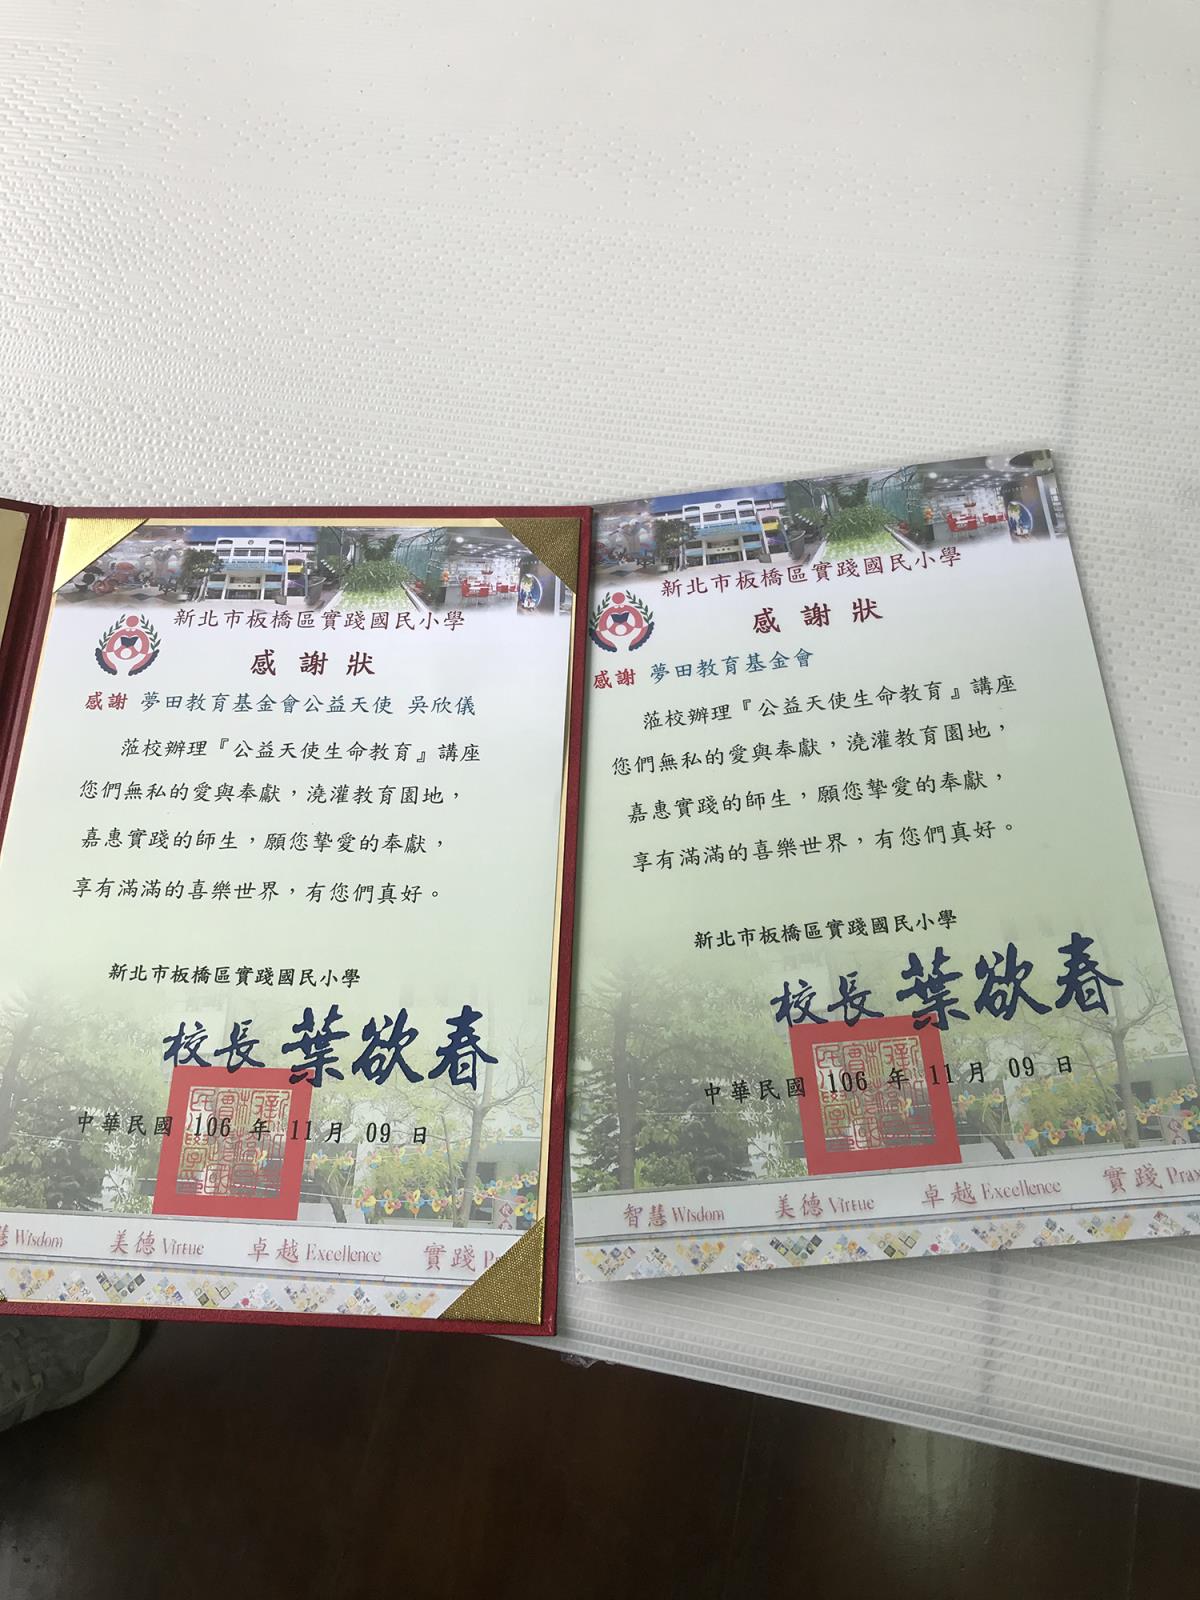 新北市板橋區實踐國民小學
感謝狀
感謝 夢田教育基金會公益天使 吳欣儀
蒞校辦理『公益天使生命教育』講座
您們無私的愛與奉獻，澆灌教育園地，
嘉惠實踐的師生，願您摯愛的奉獻，
享有滿滿的喜樂世界，有您們真好。
新北市板橋區實踐國民小學
校長 葉欲春
中華民國 106 年 11 月 09 日
慧 Wisdom 美德 Virtue 卓越 Excellence 實踐
新北市板橋區實踐國民小學
感謝狀
感謝 夢田教育基金會
蒞校辦理『公益天使生命教育』講座
您們無私的愛與奉獻，澆灌教育園地，
嘉惠實踐的師生，願您摯愛的奉獻，
享有滿滿的喜樂世界，有您們真好。
新北市板橋區實踐國民小學
校長 葉欲春
中華民國 106 年 11 月 09 日
智慧 Wisdom 美德 Virtue 卓越 Excellence 實踐 Prax